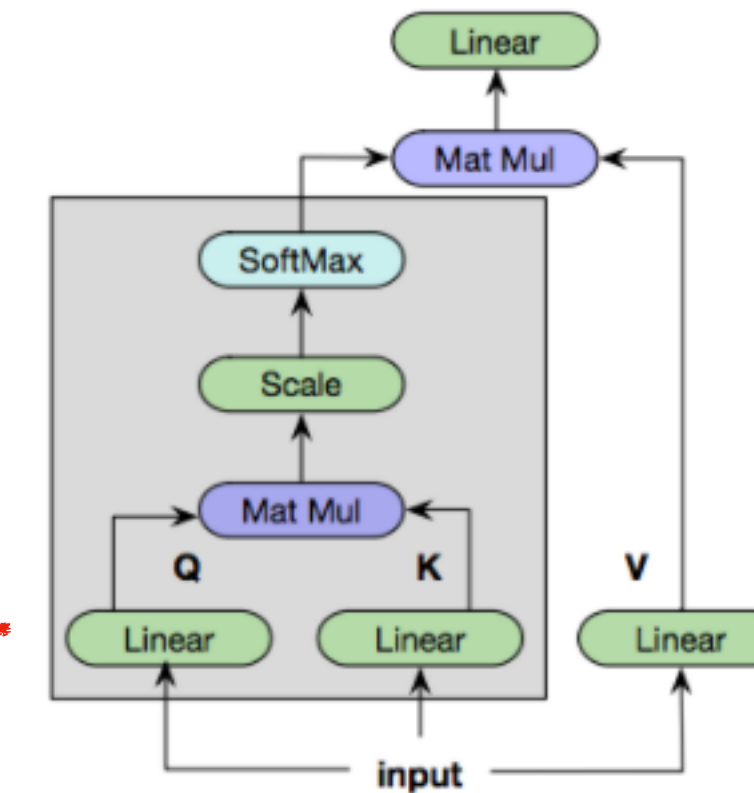 Linear
Mat Mul
SoftMax
Scale
Mat Mul
Q K V
Linear Linear Linear
input